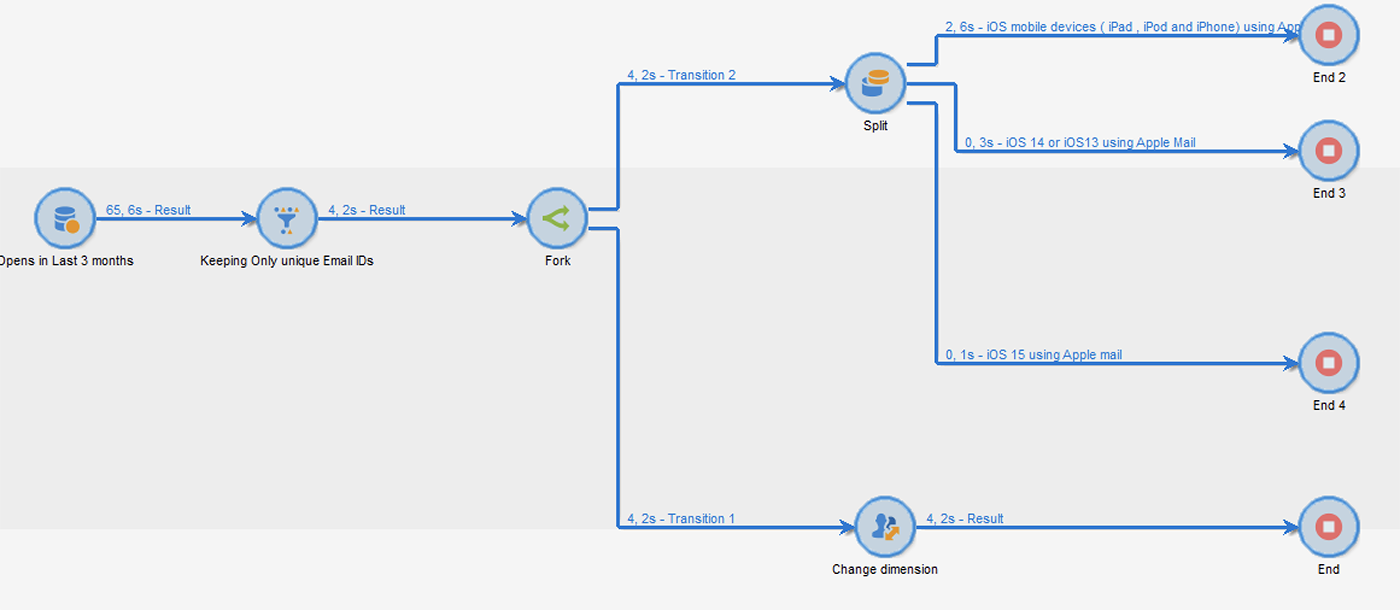 2, 6s - iOS mobile devices ( iPad , iPod and iPhone) using
End 2
4, 2s - Transition 2
Split
0, 3s - iOS 14 or iOS13 using Apple Mail
End 3
65, 6s - Result
4, 2s - Result
Opens in Last 3 months
Keeping Only unique Email IDs
Fork
0, 1s - iOS 15 using Apple mail
End 4
4, 2s - Transition 1
4, 2s - Result
Change dimension
End